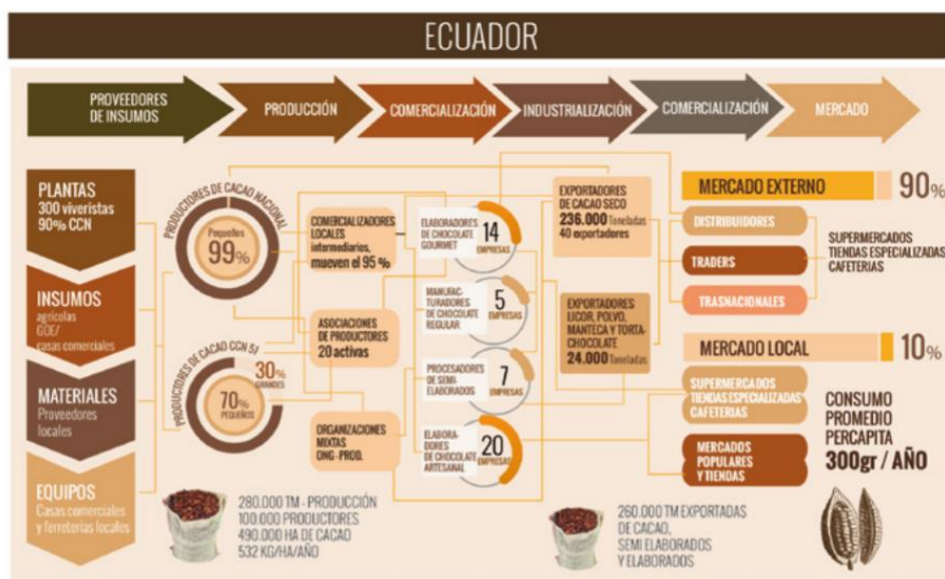 ECUADOR
PROVEEDORES
DE INSUMOS
PRODUCCIÓN
COMERCIALIZACIÓN
INDUSTRIALIZACIÓN
COMERCIALIZACIÓN
MERCADO
PLANTAS
300 viveristas
90% CCN
INSUMOS
agrícolas
GOE/
casas comerciales
MATERIALES
Proveedores
locales
EQUIPOS
Casas comerciales
y ferreterias locales
PRODUCTORES DE CACAO NACIONAL
Pequeños
99%
PRODUCTORES DE CACAO CCN 51
30%
GRANDES
70%
PEQUEÑOS
COMERCIALIZADORES
LOCALES
intermediarios,
mueven el 95 %
ASOCIACIONES
DE PRODUCTORES
20 activas
ORGANIZACIONES
MIXTAS
ONG-PROD.
ELABORADORES
DE CHOCOLATE
GOURMET
14
EMPRESAS
MANUFAC-
TURADORES
DE CHOCOLATE
REGULAR
5
EMPRESAS
PROCESADORES
DE SEMI-
ELABORADOS
7
EMPRESAS
ELABORA-
DORES
DE CHOCOLATE
ARTESANAL
20
EMPRESAS
EXPORTADORES
DE CACAO SECO
236.000 Toneladas
40 exportadores
EXPORTADORES
LICOR, POLVO,
MANTECA Y TORTA-
CHOCOLATE
24.000 Toneladas
MERCADO EXTERNO
90%
DISTRIBUIDORES
TRADERS
TRASNACIONALES
SUPERMERCADOS
TIENDAS ESPECIALIZADAS
CAFETERIAS
MERCADO LOCAL
10%
SUPERMERCADOS
TIENDAS ESPECIALIZADAS
CAFETERIAS
MERCADOS
POPULARES
Y TIENDAS
CONSUMO
PROMEDIO
PERCAPITA
300gr / AÑO
280.000 TM - PRODUCCIÓN
100.000 PRODUCTORES
490.000 HA DE CACAO
532 KG/HA/AÑO
260.000 TM EXPORTADAS
DE CACAO,
SEMI ELABORADOS
Y ELABORADOS